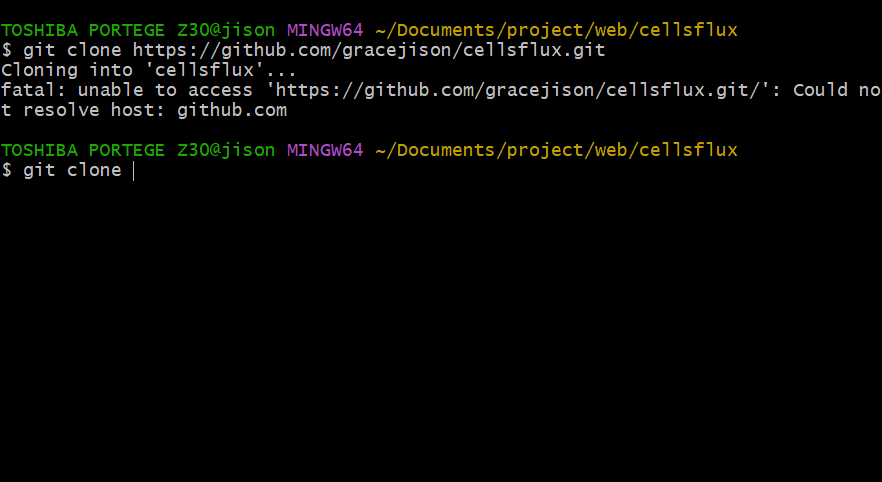 TOSHIBA PORTEGE Z30@jison MINGW64 ~/Documents/project/web/cellsflux
$ git clone https://github.com/gracejison/cellsflux.git
Cloning into 'cellsflux'...
fatal: unable to access 'https://github.com/gracejison/cellsflux.git/': Could no
t resolve host: github.com
TOSHIBA PORTEGE Z30@jison MINGW64 ~/Documents/project/web/cellsflux
$ git clone